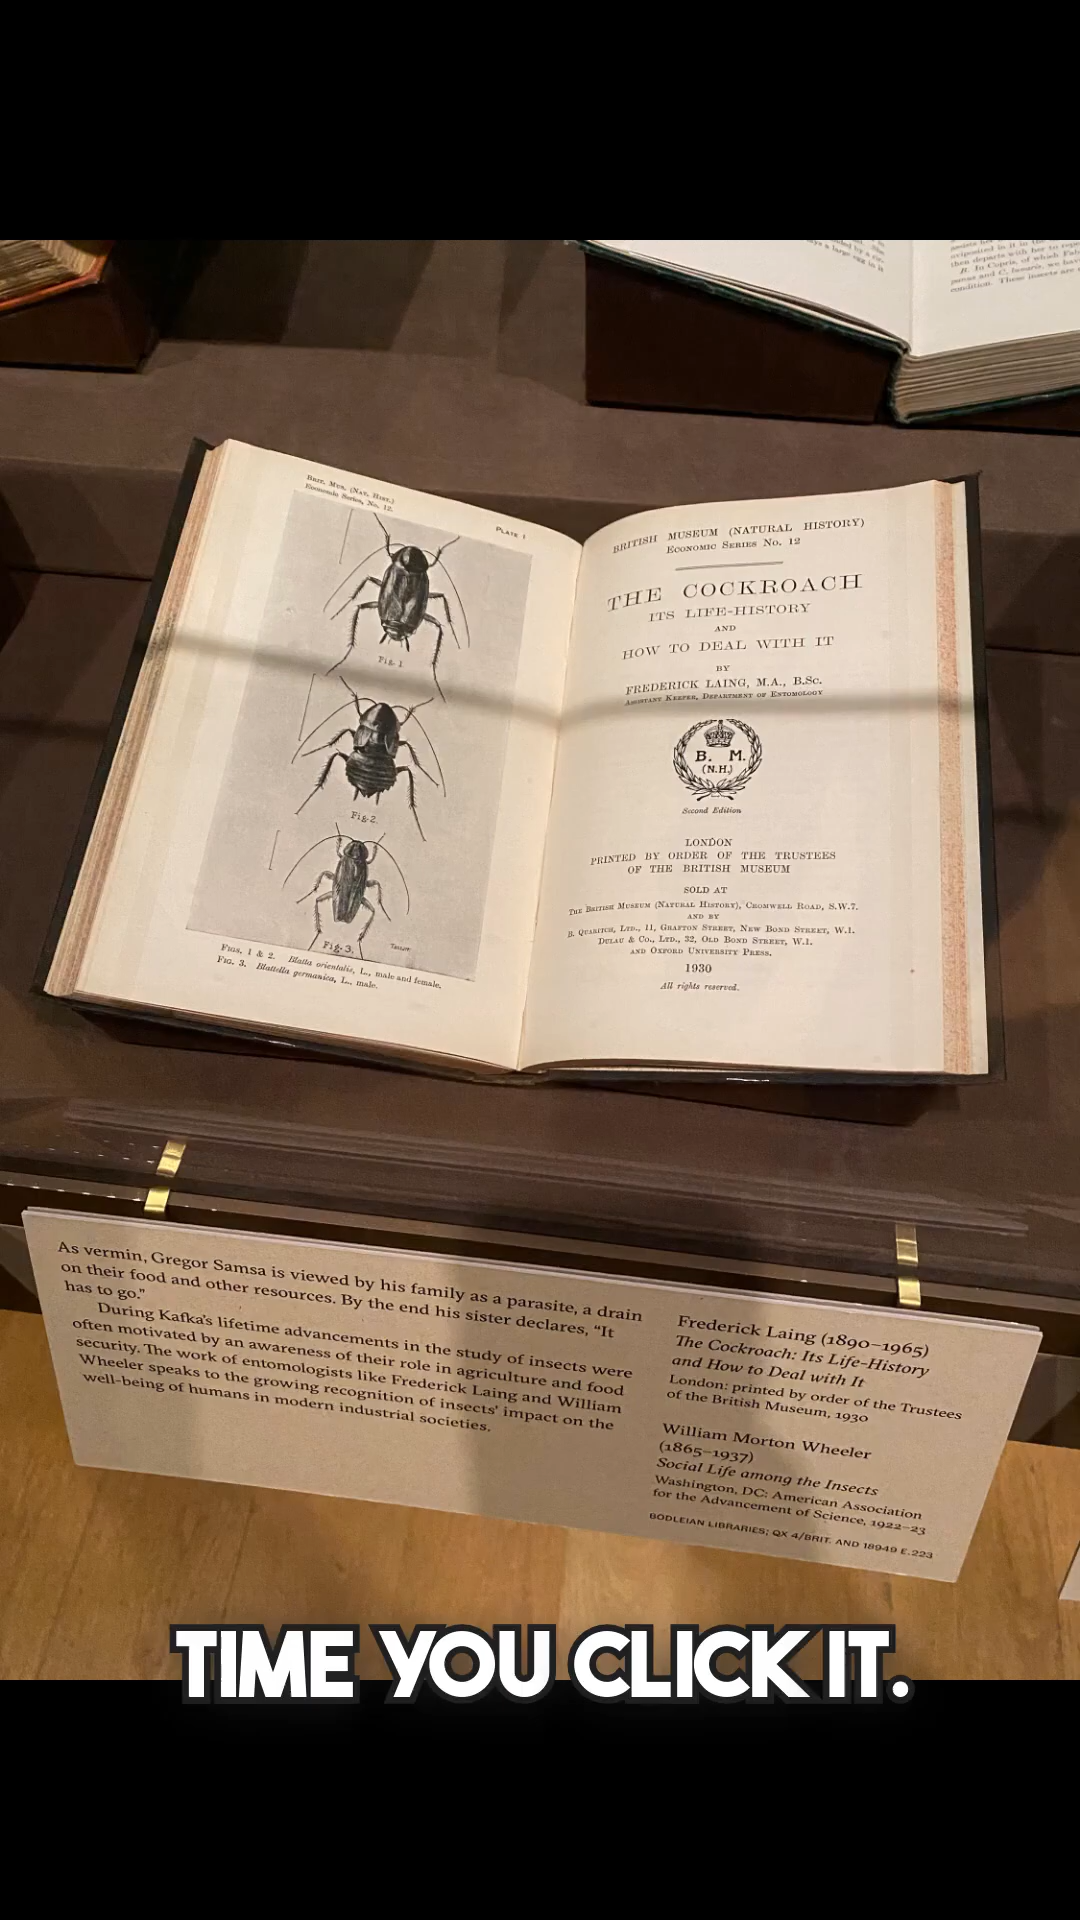 BRIT. MUS. (NAT. HIST.)
Economic Series, No. 12.
PLATE 1
Fig. 1
Fig. 2.
Fig. 3.
FIGS. 1 & 2. Blatta orientalis, L., male and female.
FIG. 3. Blattella germanica, L., male.
BRITISH MUSEUM (NATURAL HISTORY)
ECONOMIC SERIES NO. 12
THE COCKROACH
ITS LIFE-HISTORY
AND
HOW TO DEAL WITH IT
BY
FREDERICK LAING, M.A., B.Sc.
ASSISTANT KEEPER, DEPARTMENT OF ENTOMOLOGY
B. M.
(N.H.)
Second Edition
LONDON
PRINTED BY ORDER OF THE TRUSTEES
OF THE BRITISH MUSEUM
SOLD AT
THE BRITISH MUSEUM (NATURAL HISTORY), CROMWELL ROAD, S.W.7.
AND BY
B. QUARITCH, LTD., 11, GRAFTON STREET, NEW BOND STREET, W.1.
DULAU & CO., LTD., 32, OLD BOND STREET, W.1.
AND OXFORD UNIVERSITY PRESS.
1930
All rights reserved.
As vermin, Gregor Samsa is viewed by his family as a parasite, a drain
on their food and other resources. By the end his sister declares, “It
has to go.”
During Kafka’s lifetime advancements in the study of insects were
often motivated by an awareness of their role in agriculture and food
security. The work of entomologists like Frederick Laing and William
Wheeler speaks to the growing recognition of insects’ impact on the
well-being of humans in modern industrial societies.
Frederick Laing (1890–1965)
The Cockroach: Its Life-History
and How to Deal with It
London: printed by order of the Trustees
of the British Museum, 1930
William Morton Wheeler
(1865–1937)
Social Life among the Insects
Washington, DC: American Association
for the Advancement of Science, 1922–23
BODLEIAN LIBRARIES; QX 4/BRIT. AND 18949 E.223
TIME YOU CLICK IT.